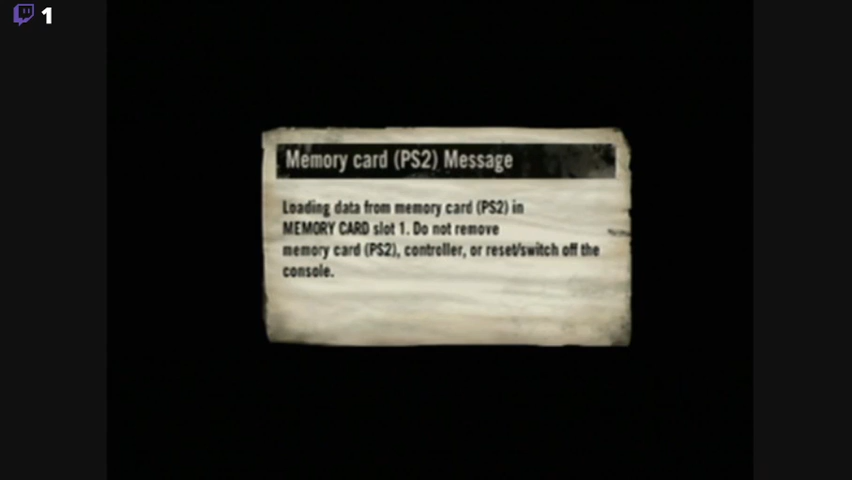 1
Memory card (PS2) Message
Loading data from memory card (PS2) in
MEMORY CARD slot 1. Do not remove
memory card (PS2), controller, or reset/switch off the
console.